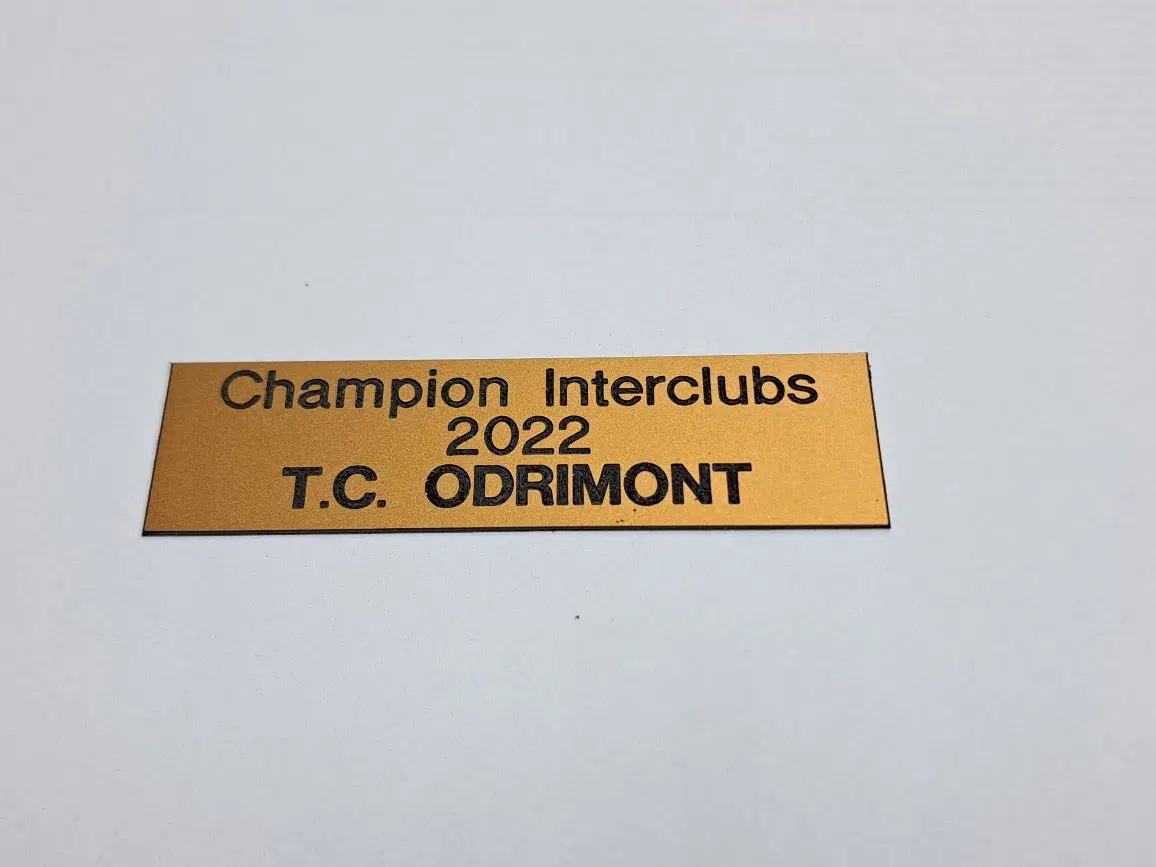 Champion Interclubs
2022
T.C. ODRIMONT